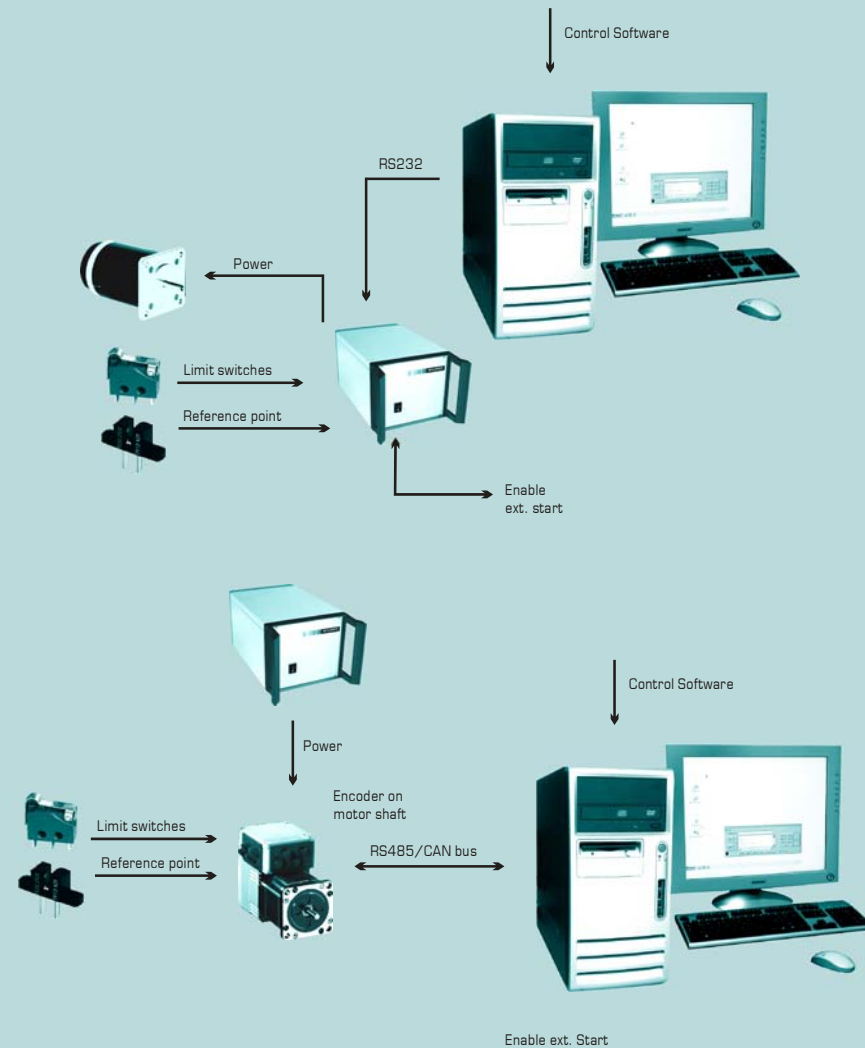 Control Software
RS232
Power
Limit switches
Reference point
Enable
ext. start
Control Software
Power
Encoder on
motor shaft
Limit switches
RS485/CAN bus
Reference point
Enable ext. Start